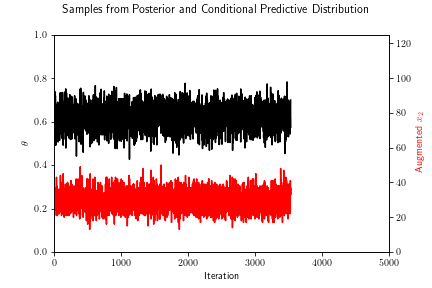 Samples from Posterior and Conditional Predictive Distribution
1.0
0.8
0.6
0.4
0.2
0.0
θ
120
100
80
60
40
20
0
Augmented x₂
0 1000 2000 3000 4000 5000
Iteration